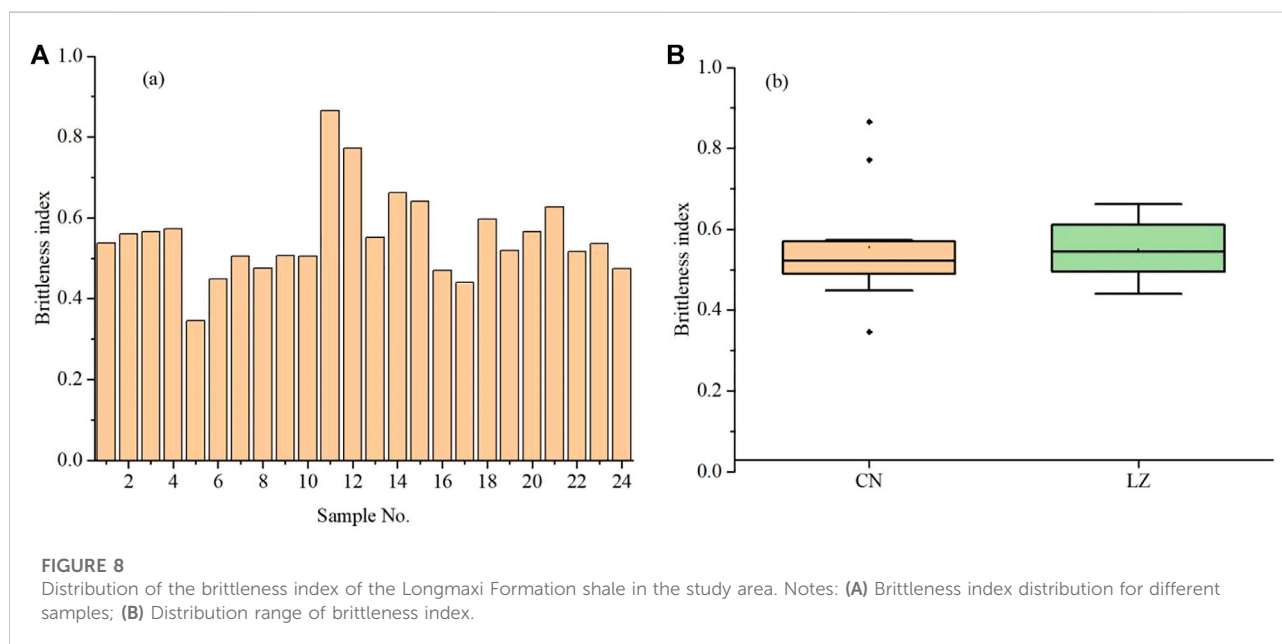 A
(a)
1.0
0.8
0.6
0.4
0.2
0.0
Brittleness index
2 4 6 8 10 12 14 16 18 20 22 24
Sample No.
B
(b)
1.0
0.8
0.6
0.4
0.2
0.0
Brittleness index
CN LZ
FIGURE 8
Distribution of the brittleness index of the Longmaxi Formation shale in the study area. Notes: (A) Brittleness index distribution for different
samples; (B) Distribution range of brittleness index.